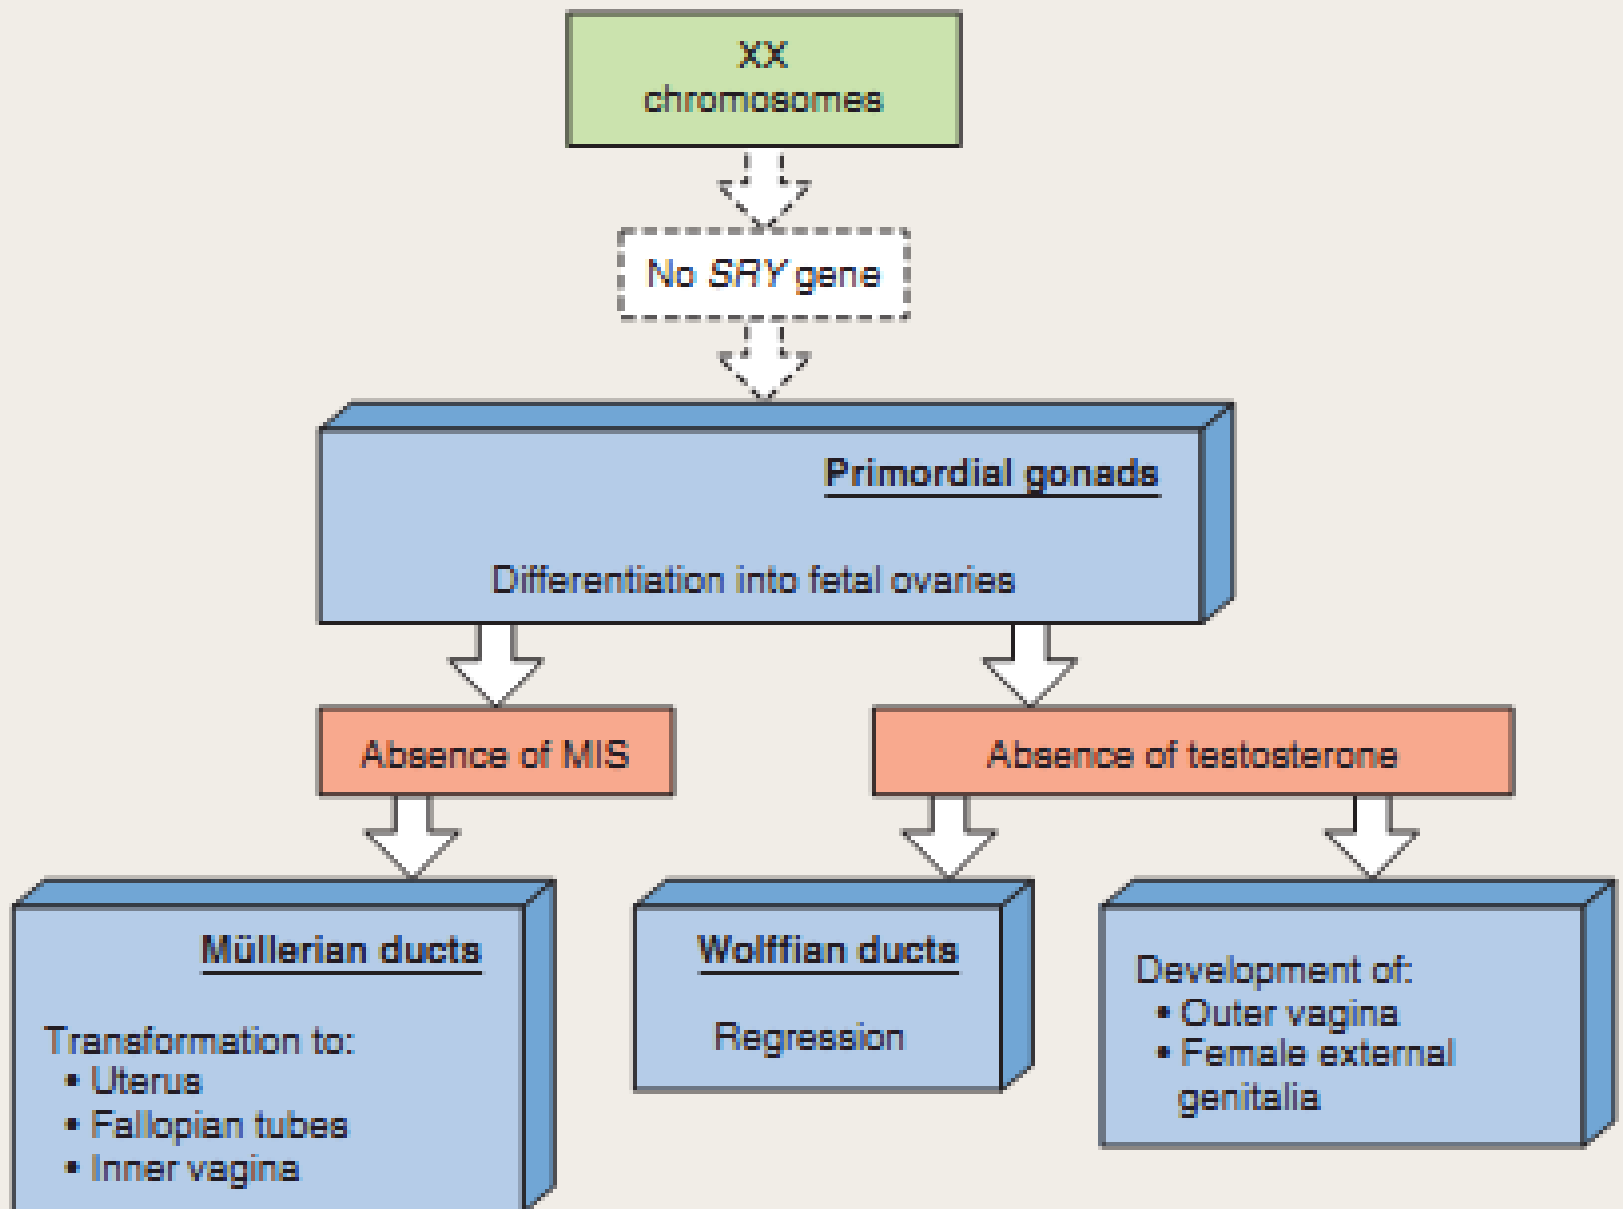 XX
chromosomes
No SRY gene
Primordial gonads
Differentiation into fetal ovaries
Absence of MIS
Absence of testosterone
Müllerian ducts
Transformation to:
• Uterus
• Fallopian tubes
• Inner vagina
Wolffian ducts
Regression
Development of:
• Outer vagina
• Female external
genitalia